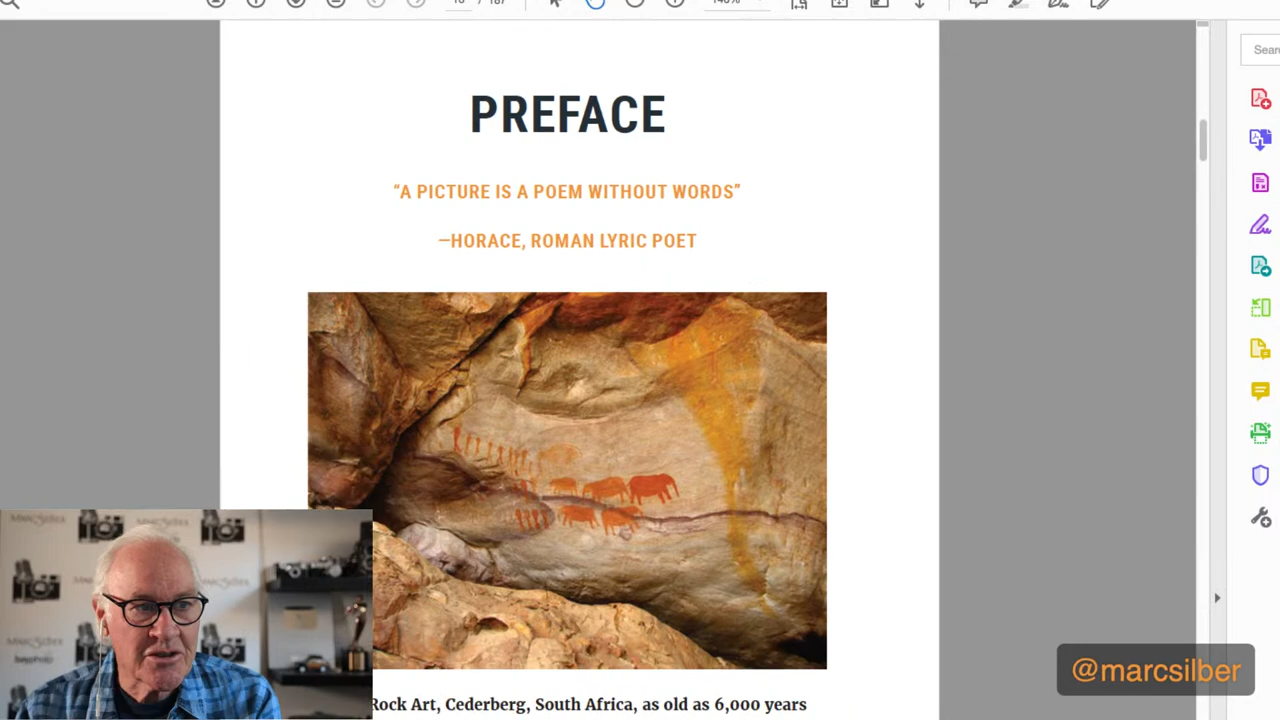 PREFACE
“A PICTURE IS A POEM WITHOUT WORDS”
—HORACE, ROMAN LYRIC POET
Rock Art, Cederberg, South Africa, as old as 6,000 years
@marcsilber